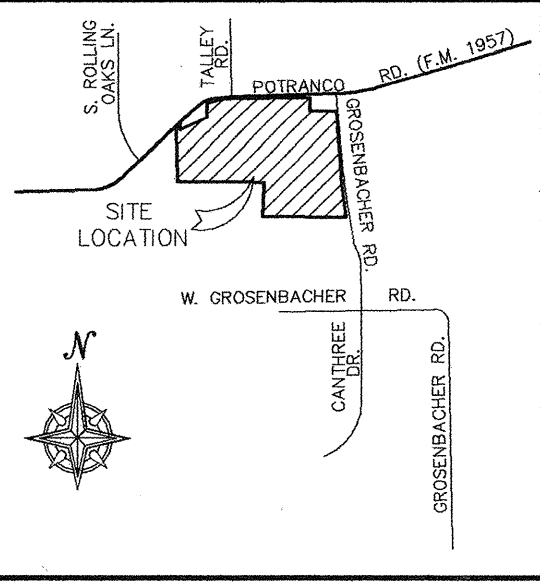 S. ROLLING
OAKS LN.
TALLEY
RD.
POTRANCO
RD. (F.M. 1957)
GROSENBACHER RD.
SITE
LOCATION
W. GROSENBACHER RD.
CANTHREE
DR.
GROSENBACHER RD.
N